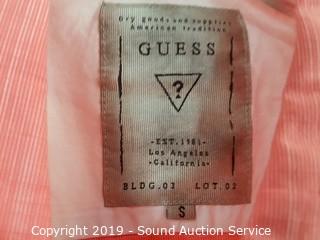 Dry goods and supplies
American tradition
GUESS
?
-EST.1981-
Los Angeles
-California-
BLDG.03 LOT.02
S
Copyright 2019 - Sound Auction Service